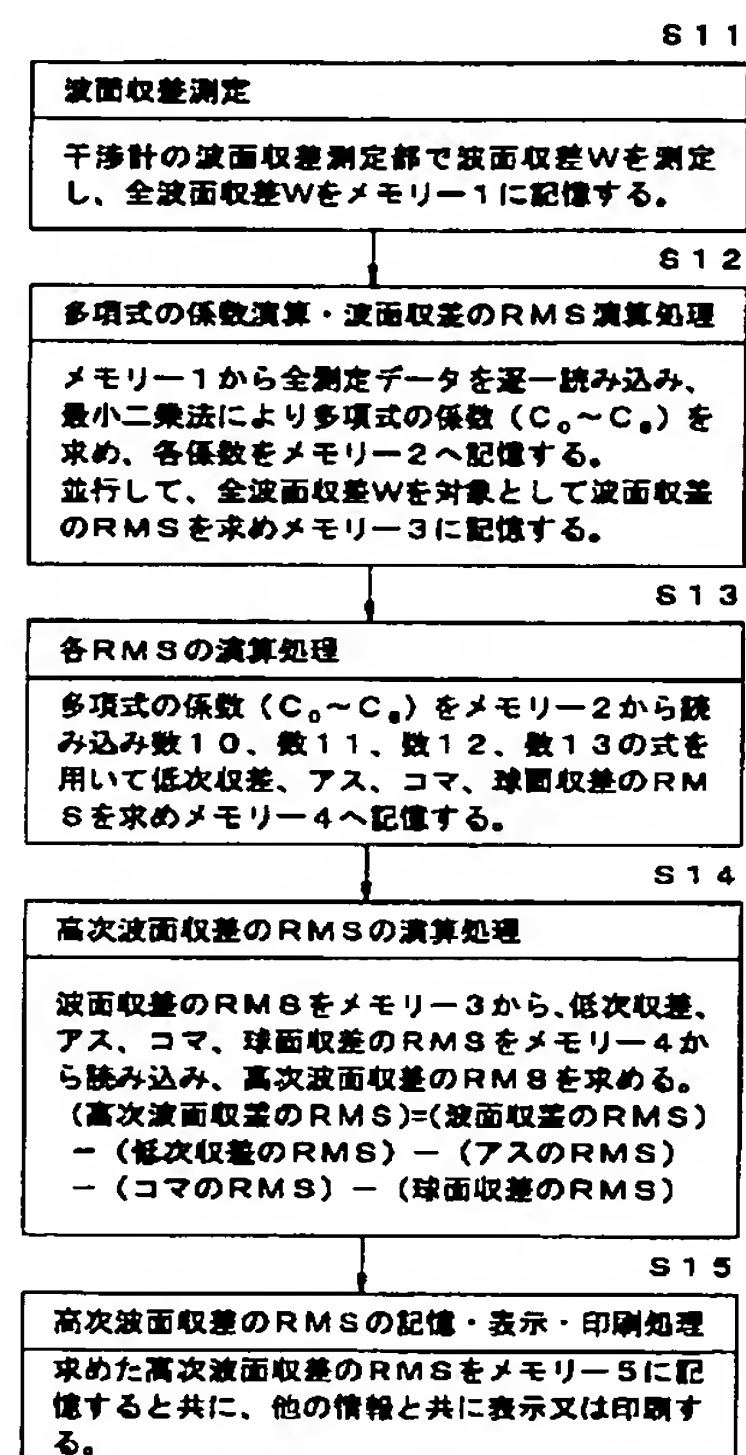 S11
波面収差測定
干渉計の波面収差測定部で波面収差Wを測定
し、全波面収差Wをメモリー1に記憶する。
S12
多項式の係数演算・波面収差のRMS演算処理
メモリー1から全測定データを逐一読み込み、
最小二乗法により多項式の係数（C₀～C₈）を
求め、各係数をメモリー2へ記憶する。
並行して、全波面収差Wを対象として波面収差
のRMSを求めメモリー3に記憶する。
S13
各RMSの演算処理
多項式の係数（C₀～C₈）をメモリー2から読
み込み数10、数11、数12、数13の式を
用いて低次収差、アス、コマ、球面収差のRM
Sを求めメモリー4へ記憶する。
S14
高次波面収差のRMSの演算処理
波面収差のRMSをメモリー3から、低次収差、
アス、コマ、球面収差のRMSをメモリー4か
ら読み込み、高次波面収差のRMSを求める。
（高次波面収差のRMS）=（波面収差のRMS）
－（低次収差のRMS）－（アスのRMS）
－（コマのRMS）－（球面収差のRMS）
S15
高次波面収差のRMSの記憶・表示・印刷処理
求めた高次波面収差のRMSをメモリー5に記
憶すると共に、他の情報と共に表示又は印刷す
る。